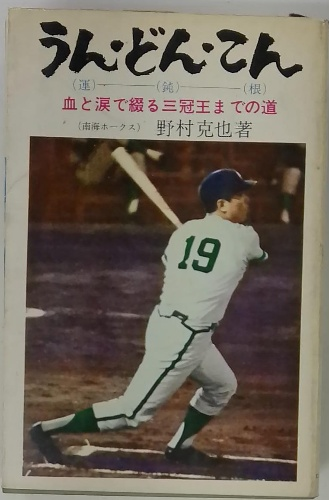 うん・どん・こん
(運)――(鈍)――(根)
血と涙で綴る三冠王までの道
(南海ホークス) 野村克也著
19